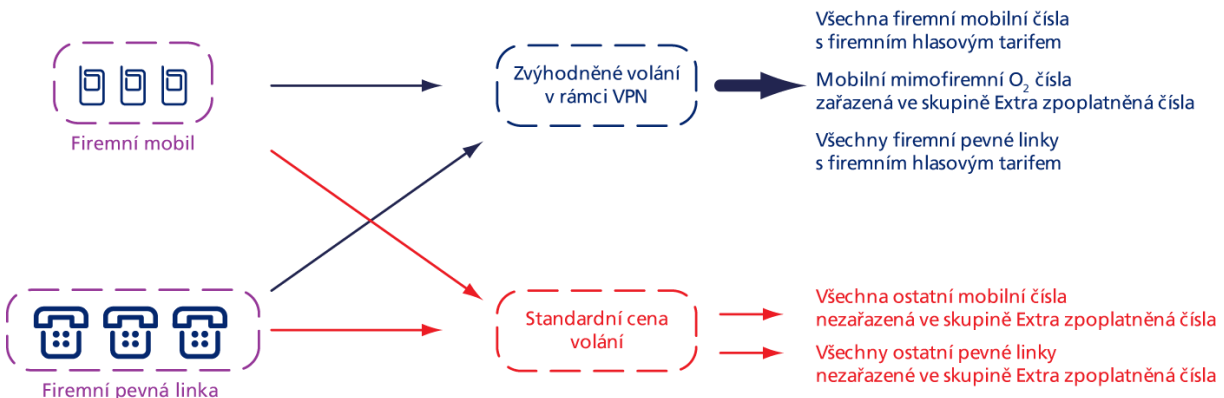 Všechna firemní mobilní čísla
s firemním hlasovým tarifem
Zvýhodněné volání
v rámci VPN
Mobilní mimofiremní O₂ čísla
zařazená ve skupině Extra zpoplatněná čísla
Firemní mobil
Všechny firemní pevné linky
s firemním hlasovým tarifem
Standardní cena
volání
Všechna ostatní mobilní čísla
nezařazená ve skupině Extra zpoplatněná čísla
Všechny ostatní pevné linky
nezařazené ve skupině Extra zpoplatněná čísla
Firemní pevná linka